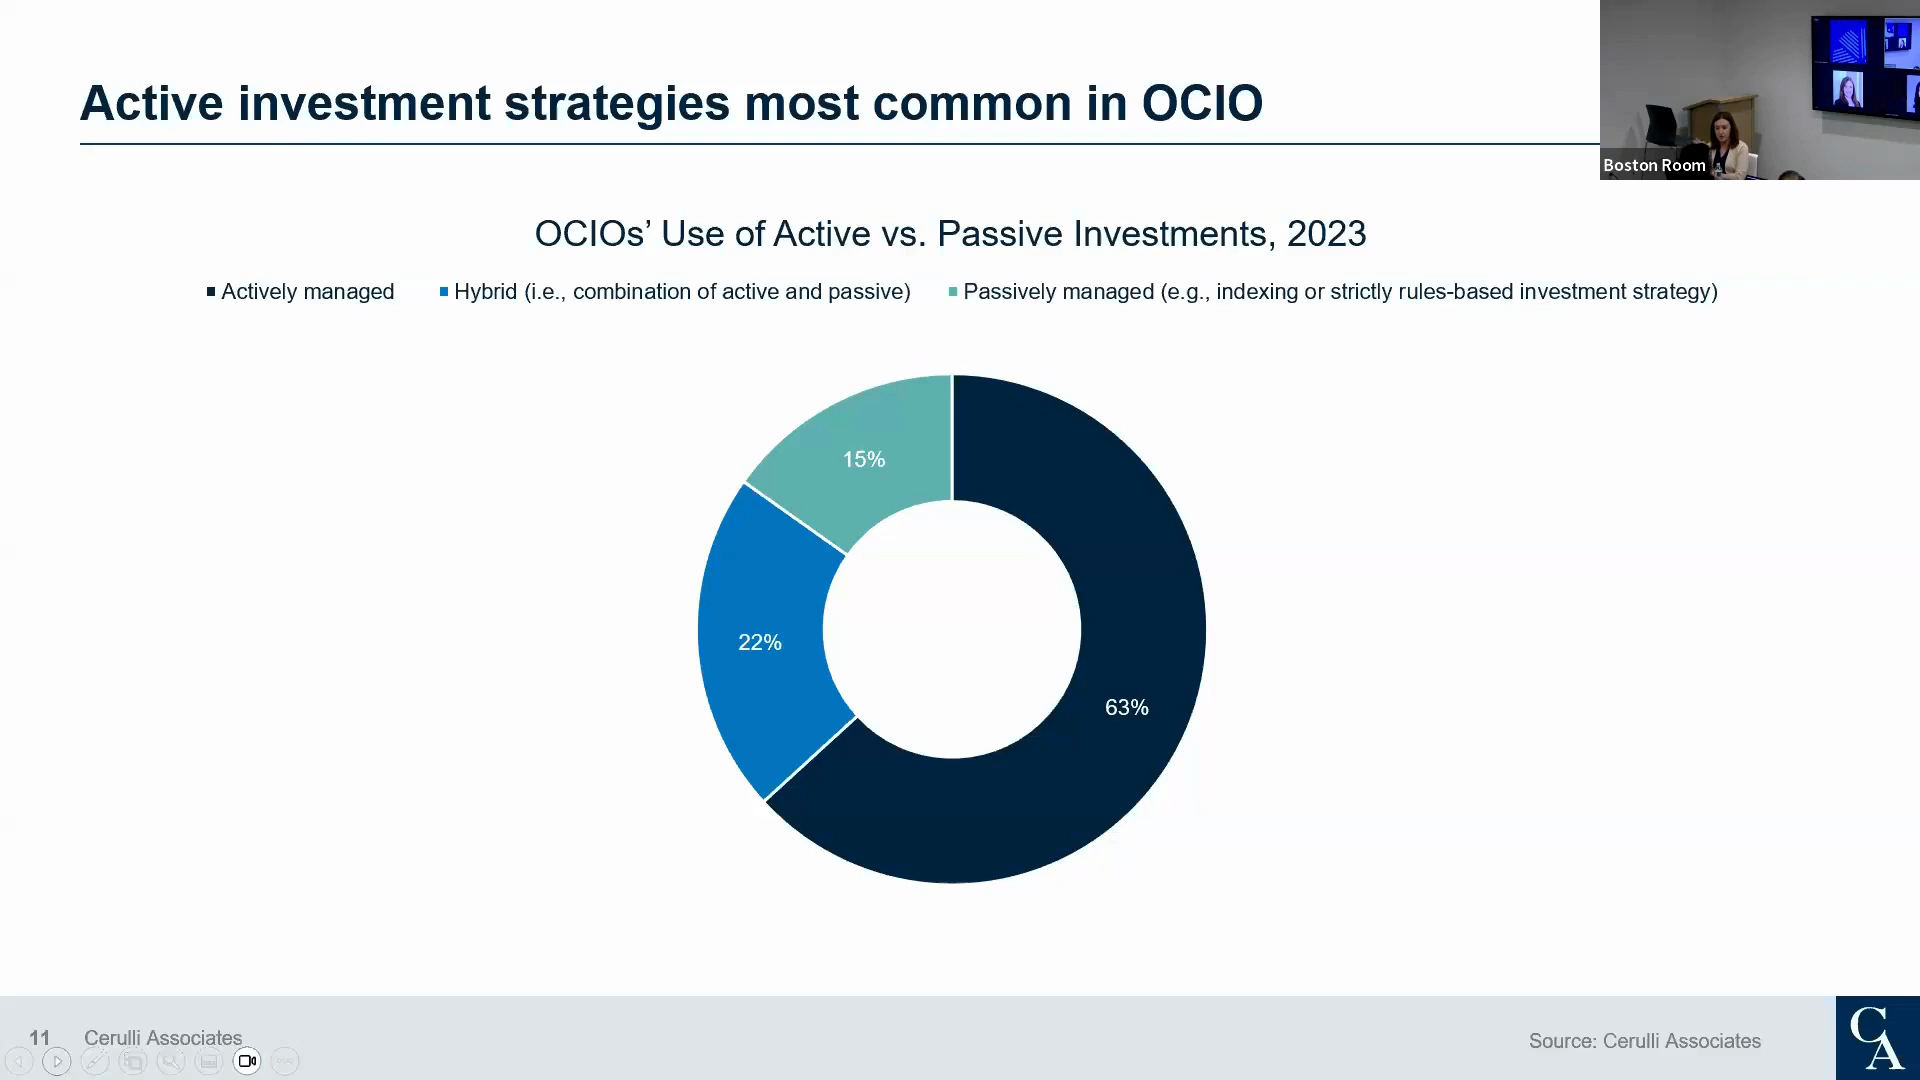 Active investment strategies most common in OCIO
Boston Room
OCIOs’ Use of Active vs. Passive Investments, 2023
Actively managed
Hybrid (i.e., combination of active and passive)
Passively managed (e.g., indexing or strictly rules-based investment strategy)
15%
22%
63%
11
Cerulli Associates
Source: Cerulli Associates
CA